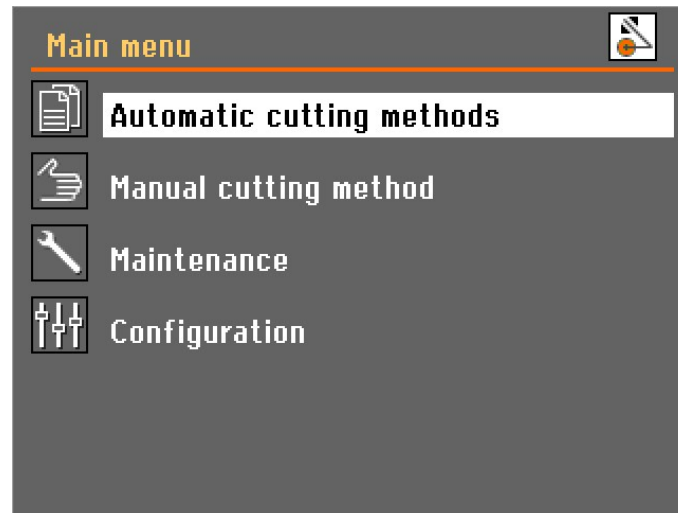 Main menu
Automatic cutting methods
Manual cutting method
Maintenance
Configuration